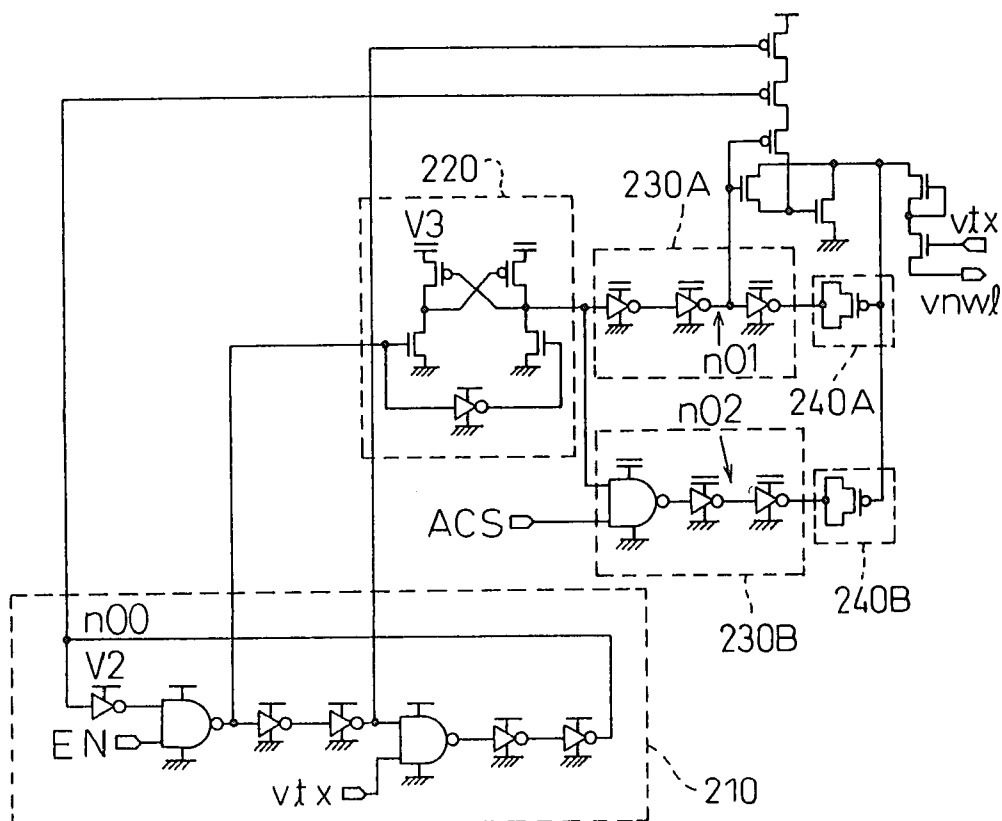 220
230A
V3
vtx
vnwl
n01
240A
n02
ACS
240B
230B
n00
V2
EN
vtx
210